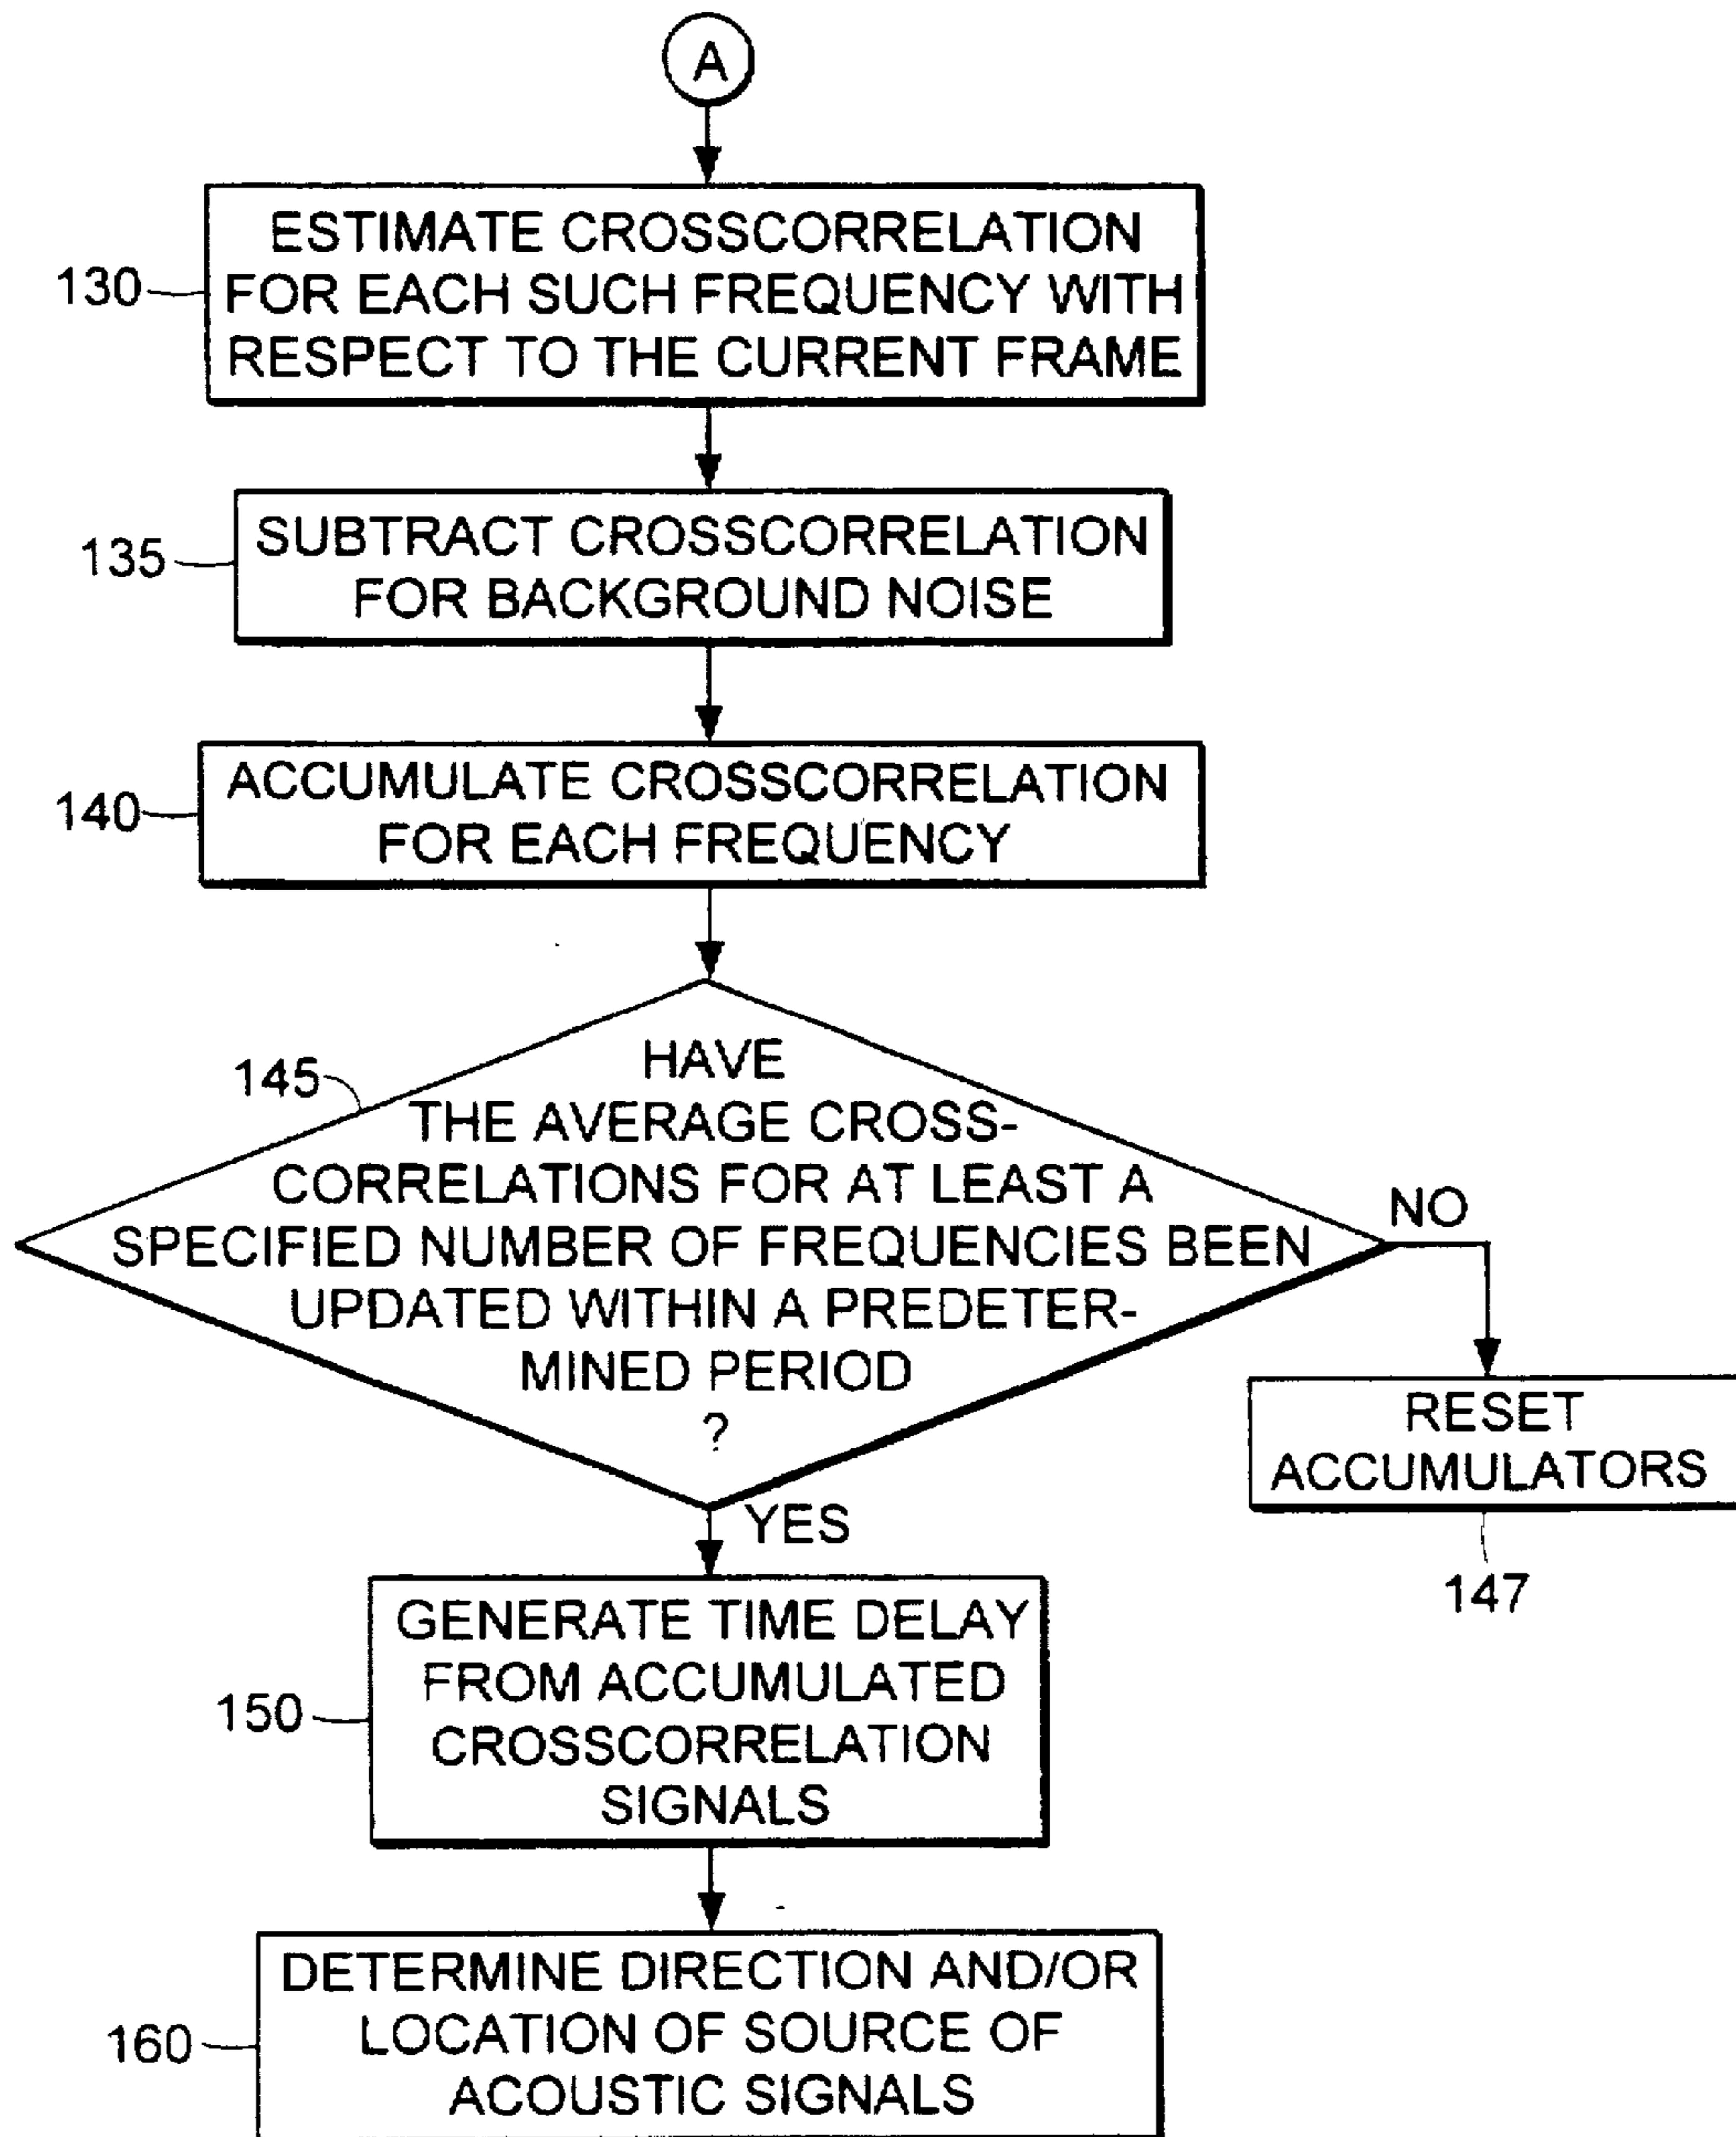 A
130
ESTIMATE CROSSCORRELATION
FOR EACH SUCH FREQUENCY WITH
RESPECT TO THE CURRENT FRAME
135
SUBTRACT CROSSCORRELATION
FOR BACKGROUND NOISE
140
ACCUMULATE CROSSCORRELATION
FOR EACH FREQUENCY
145
HAVE
THE AVERAGE CROSS-
CORRELATIONS FOR AT LEAST A
SPECIFIED NUMBER OF FREQUENCIES BEEN
UPDATED WITHIN A PREDETER-
MINED PERIOD
?
NO
RESET
ACCUMULATORS
147
YES
150
GENERATE TIME DELAY
FROM ACCUMULATED
CROSSCORRELATION
SIGNALS
160
DETERMINE DIRECTION AND/OR
LOCATION OF SOURCE OF
ACOUSTIC SIGNALS